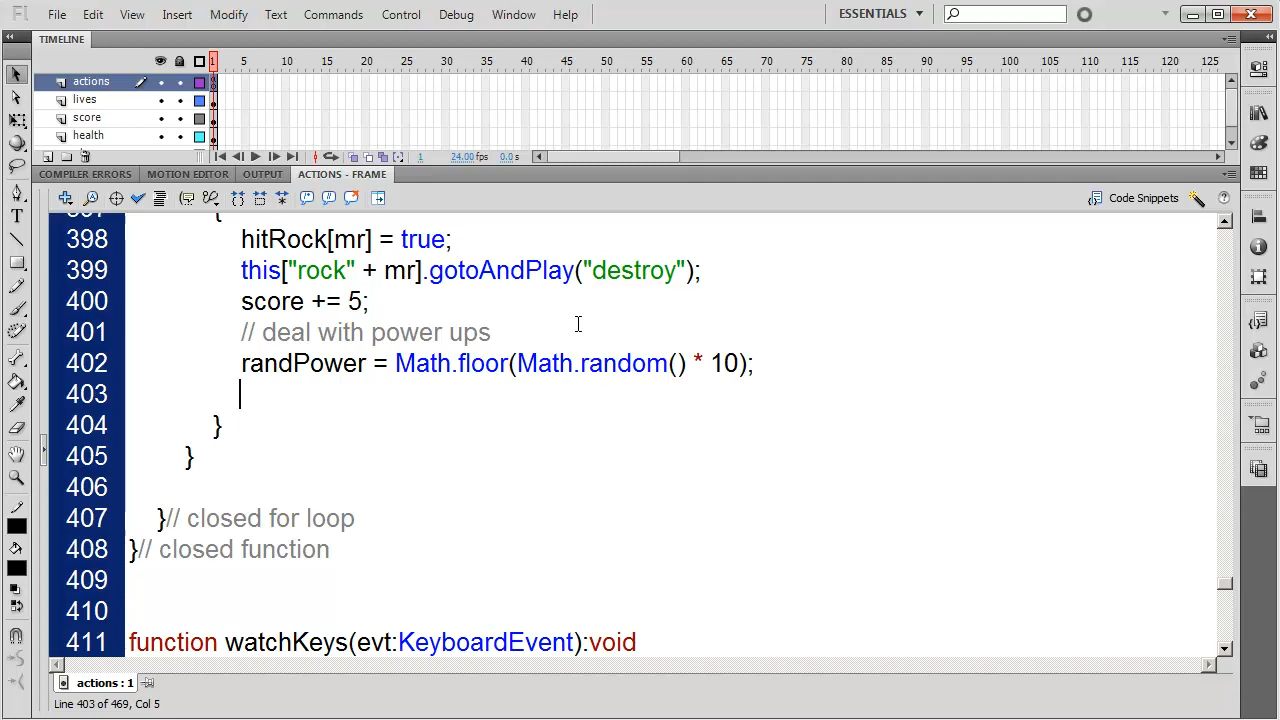 Fl File Edit View Insert Modify Text Commands Control Debug Window Help ESSENTIALS
TIMELINE
1 5 10 15 20 25 30 35 40 45 50 55 60 65 70 75 80 85 90 95 100 105 110 115 120 125
actions
lives
score
health
1 24.00 fps 0.0 s
COMPILER ERRORS MOTION EDITOR OUTPUT ACTIONS - FRAME
Code Snippets
397 {
398 hitRock[mr] = true;
399 this["rock" + mr].gotoAndPlay("destroy");
400 score += 5;
401 // deal with power ups
402 randPower = Math.floor(Math.random() * 10);
403
404 }
405 }
406
407 }// closed for loop
408 }// closed function
409
410
411 function watchKeys(evt:KeyboardEvent):void
actions : 1
Line 403 of 469, Col 5